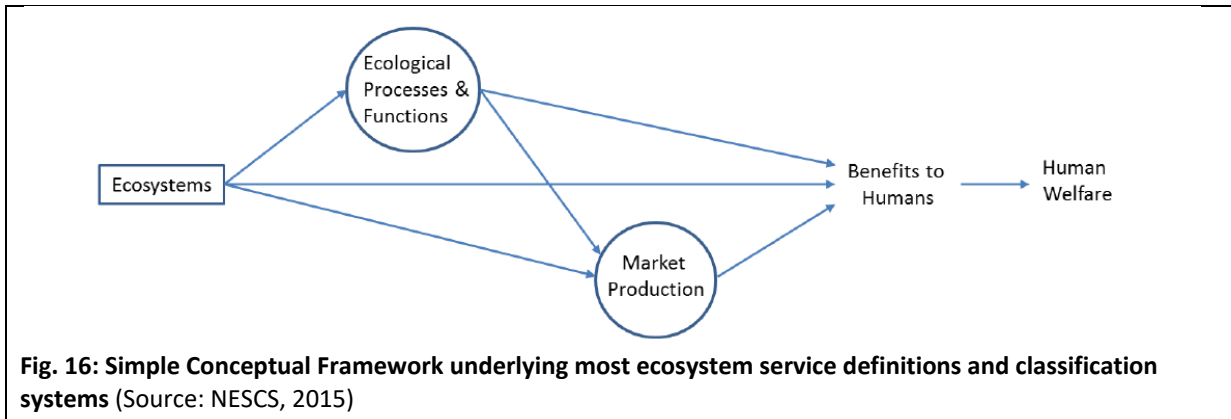 Ecological
Processes &
Functions
Ecosystems
Benefits to
Humans
Human
Welfare
Market
Production
Fig. 16: Simple Conceptual Framework underlying most ecosystem service definitions and classification
systems (Source: NESCS, 2015)